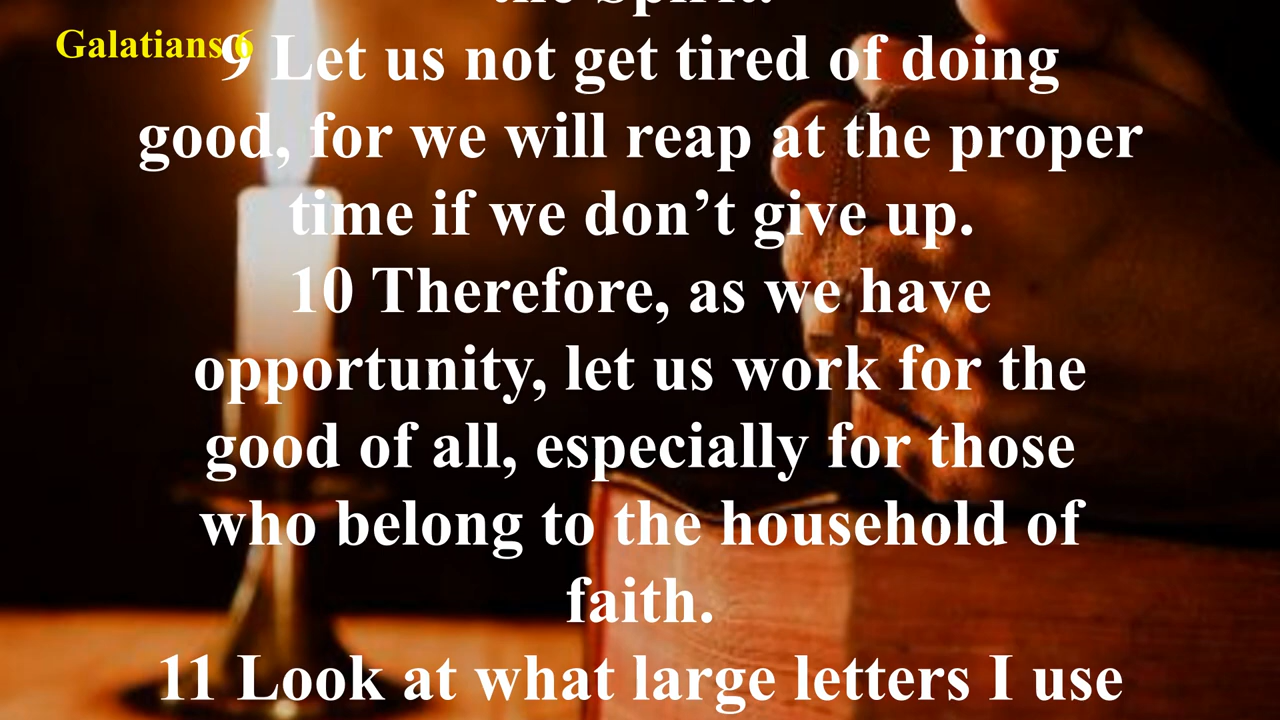 the Spirit.
Galatians 6
9 Let us not get tired of doing
good, for we will reap at the proper
time if we don’t give up.
10 Therefore, as we have
opportunity, let us work for the
good of all, especially for those
who belong to the household of
faith.
11 Look at what large letters I use